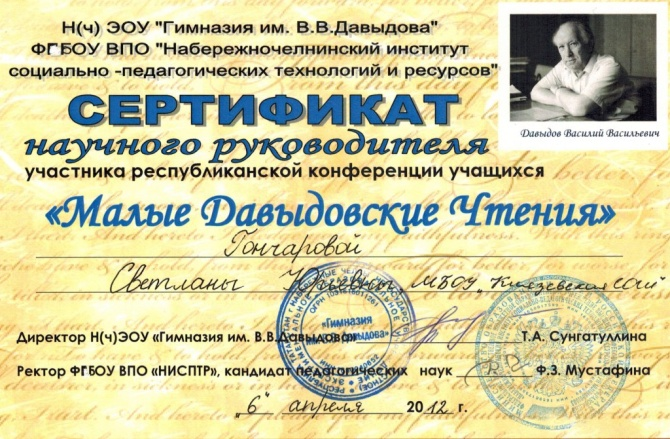 Н(ч) ЭОУ "Гимназия им. В.В.Давыдова"
ФГБОУ ВПО "Набережночелнинский институт
социально -педагогических технологий и ресурсов"
Давыдов Василий Васильевич
СЕРТИФИКАТ
научного руководителя
участника республиканской конференции учащихся
«Малые Давыдовские Чтения»
Гончаровой
Светланы Юрьевны МБОУ „Князевская СОШ"
Директор Н(ч)ЭОУ «Гимназия им. В.В.Давыдова» Т.А. Сунгатуллина
«Гимназия
Ректор ФГБОУ ВПО «НИСПТР», кандидат педагогических наук Ф.З. Мустафина
„6" апреля 2012 г.